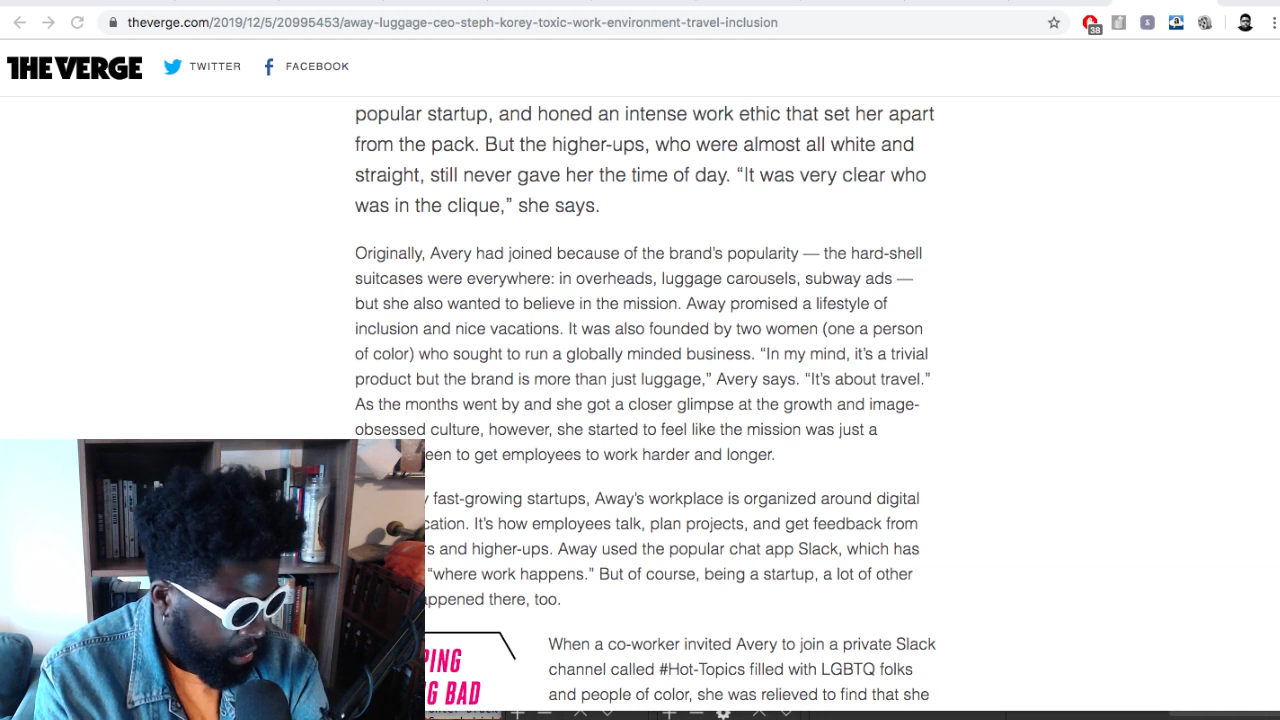 theverge.com/2019/12/5/20995453/away-luggage-ceo-steph-korey-toxic-work-environment-travel-inclusion
38
THE VERGE TWITTER FACEBOOK
popular startup, and honed an intense work ethic that set her apart
from the pack. But the higher-ups, who were almost all white and
straight, still never gave her the time of day. “It was very clear who
was in the clique,” she says.
Originally, Avery had joined because of the brand’s popularity — the hard-shell
suitcases were everywhere: in overheads, luggage carousels, subway ads —
but she also wanted to believe in the mission. Away promised a lifestyle of
inclusion and nice vacations. It was also founded by two women (one a person
of color) who sought to run a globally minded business. “In my mind, it’s a trivial
product but the brand is more than just luggage,” Avery says. “It’s about travel.”
As the months went by and she got a closer glimpse at the growth and image-
obsessed culture, however, she started to feel like the mission was just a
een to get employees to work harder and longer.
y fast-growing startups, Away’s workplace is organized around digital
cation. It’s how employees talk, plan projects, and get feedback from
rs and higher-ups. Away used the popular chat app Slack, which has
“where work happens.” But of course, being a startup, a lot of other
ppened there, too.
PING
G BAD
When a co-worker invited Avery to join a private Slack
channel called #Hot-Topics filled with LGBTQ folks
and people of color, she was relieved to find that she